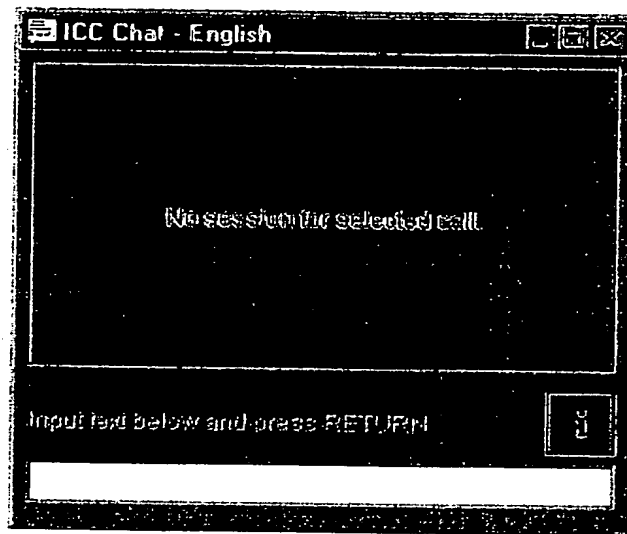 ICC Chat - English
No session for selected call.
Input text below and press RETURN